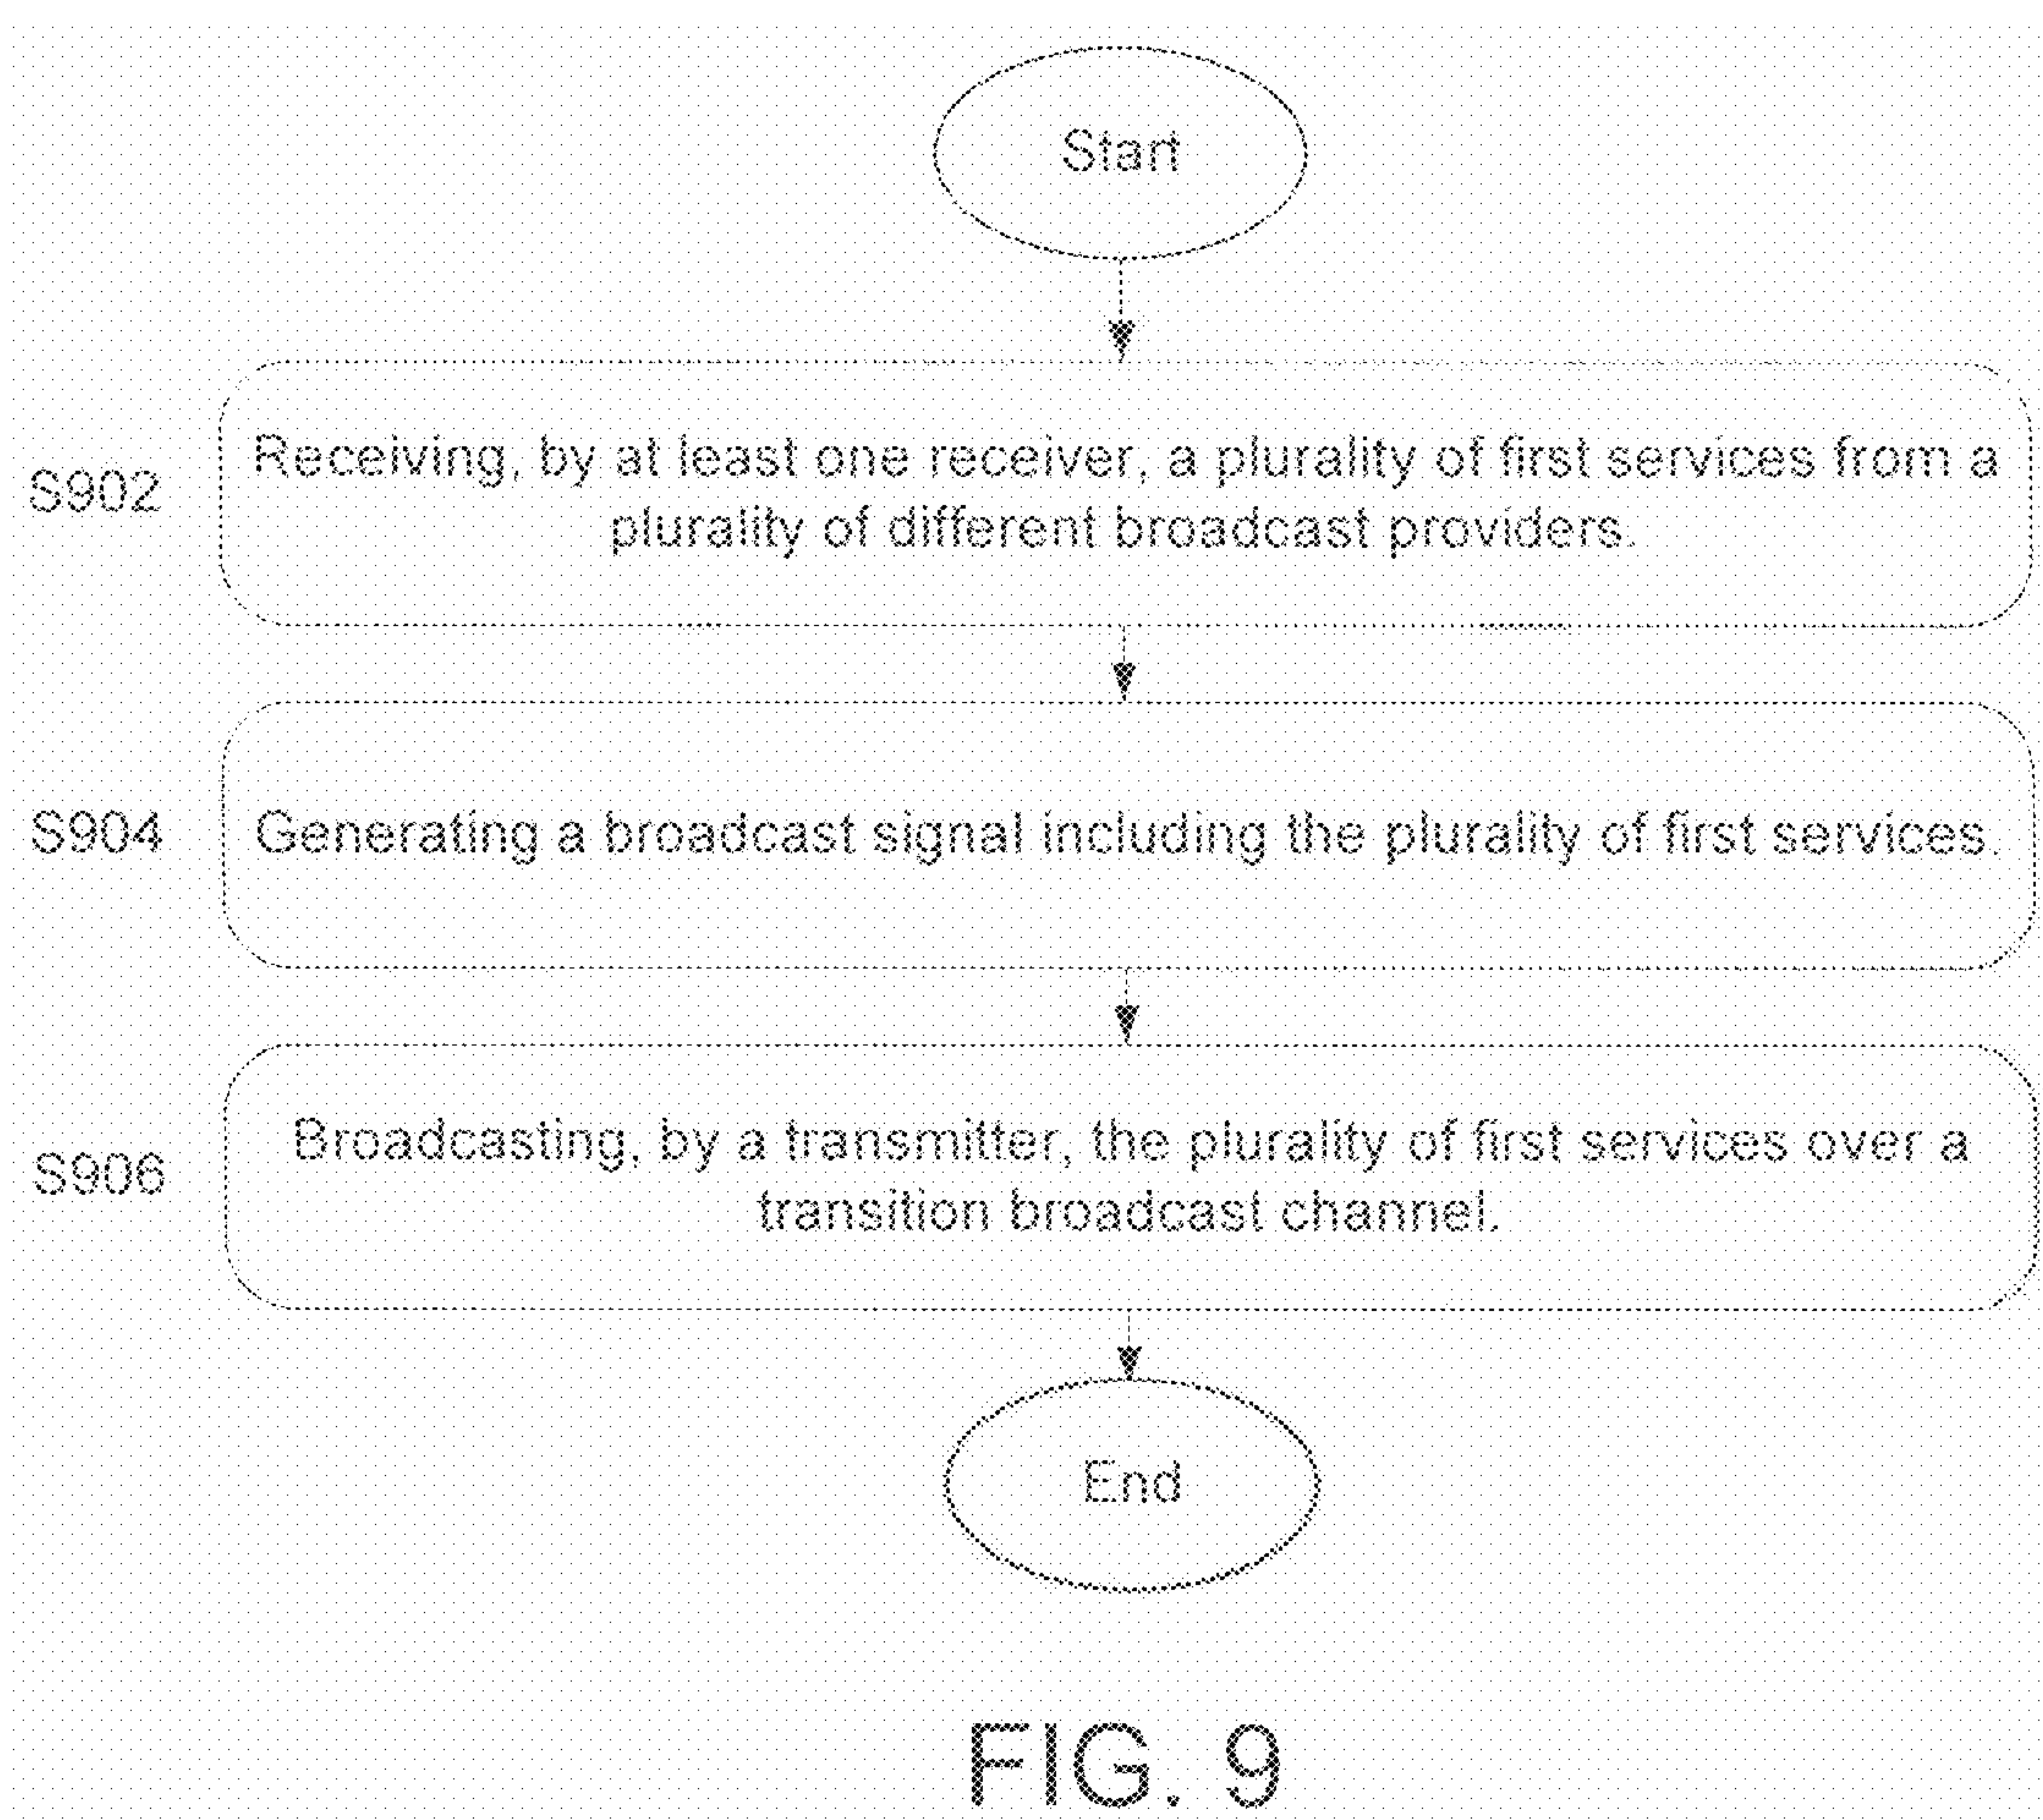 Start
S902
Receiving, by at least one receiver, a plurality of first services from a
plurality of different broadcast providers.
S904
Generating a broadcast signal including the plurality of first services.
S906
Broadcasting, by a transmitter, the plurality of first services over a
transition broadcast channel.
End
FIG. 9